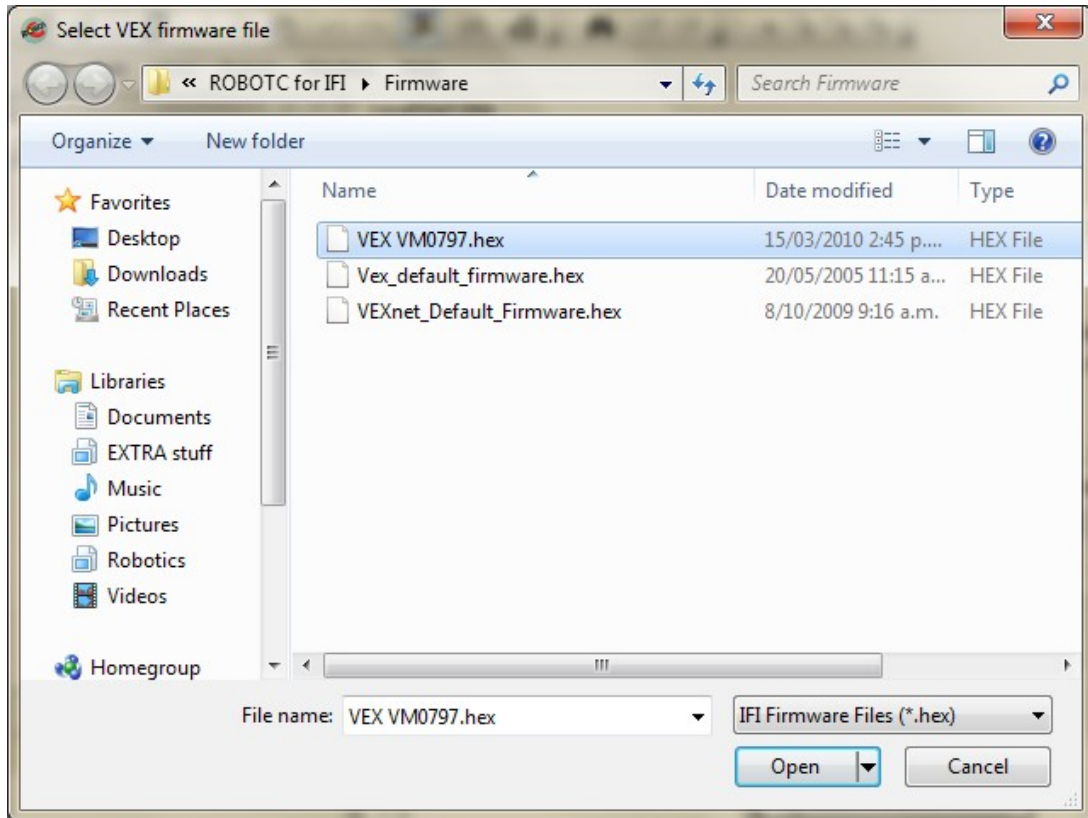 Select VEX firmware file
« ROBOTC for IFI Firmware
Search Firmware
Organize New folder
Name Date modified Type
Favorites
Desktop
Downloads
Recent Places
Libraries
Documents
EXTRA stuff
Music
Pictures
Robotics
Videos
Homegroup
VEX VM0797.hex 15/03/2010 2:45 p.... HEX File
Vex_default_firmware.hex 20/05/2005 11:15 a... HEX File
VEXnet_Default_Firmware.hex 8/10/2009 9:16 a.m. HEX File
File name: VEX VM0797.hex IFI Firmware Files (*.hex)
Open Cancel